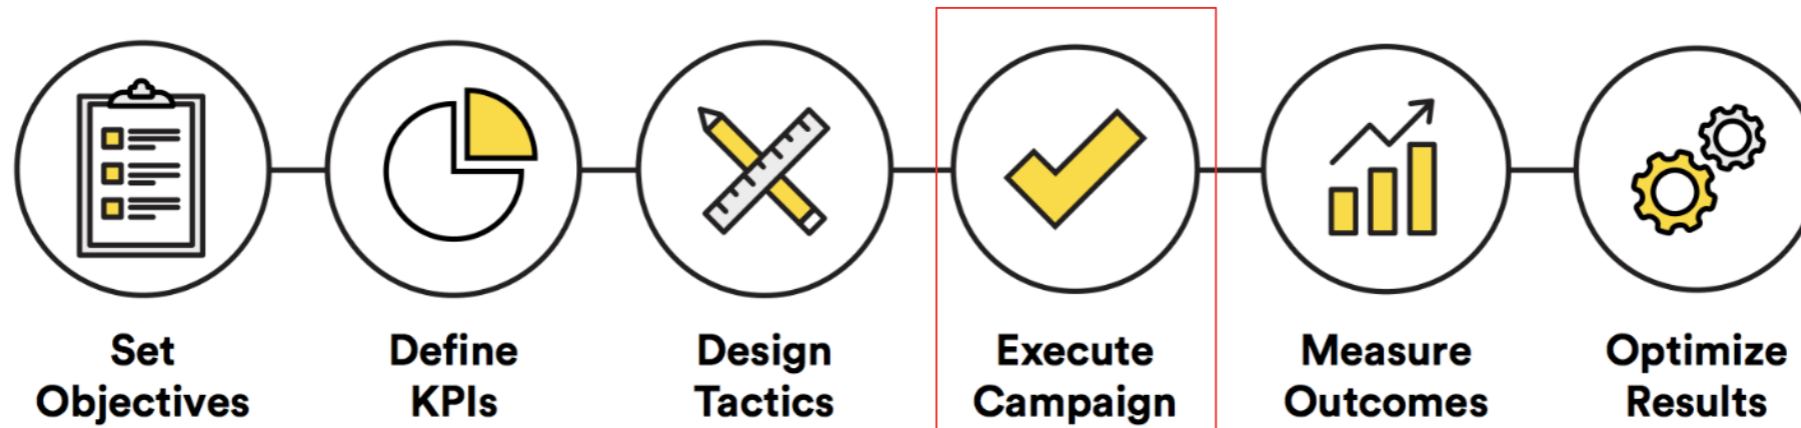 Set
Objectives
Define
KPIs
Design
Tactics
Execute
Campaign
Measure
Outcomes
Optimize
Results